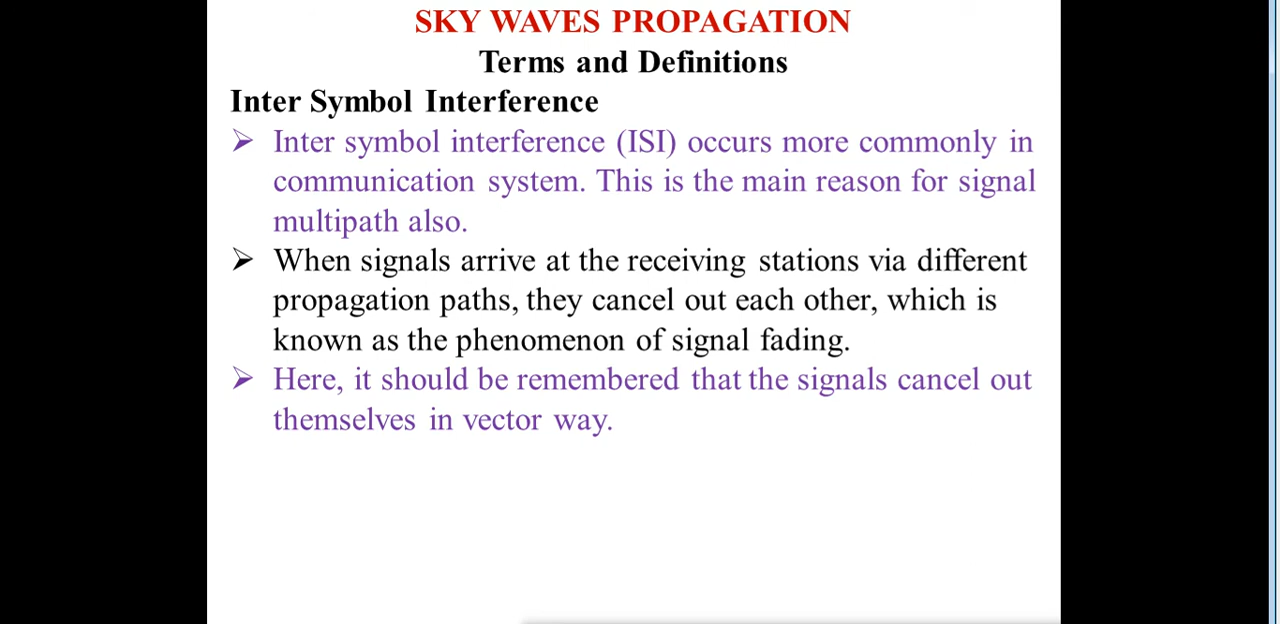 SKY WAVES PROPAGATION
Terms and Definitions
Inter Symbol Interference
➢ Inter symbol interference (ISI) occurs more commonly in
communication system. This is the main reason for signal
multipath also.
➢ When signals arrive at the receiving stations via different
propagation paths, they cancel out each other, which is
known as the phenomenon of signal fading.
➢ Here, it should be remembered that the signals cancel out
themselves in vector way.